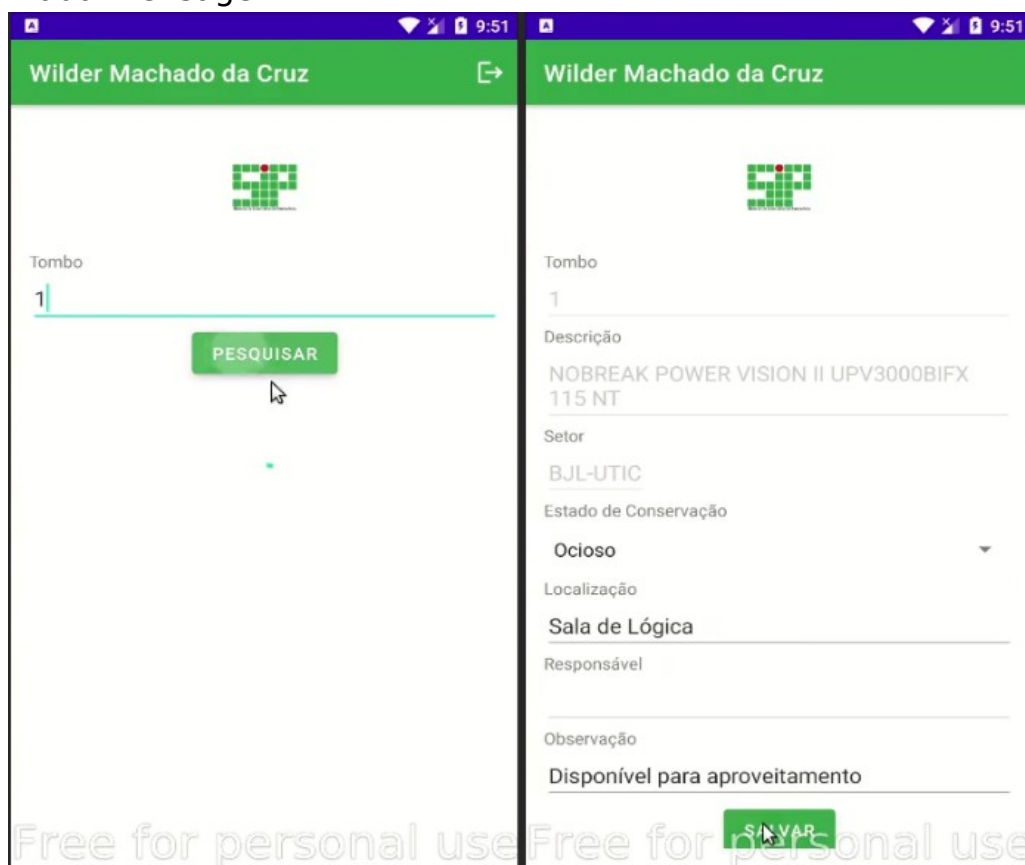 9:51
Wilder Machado da Cruz
SIP
Tombo
1
PESQUISAR
Free for personal use
9:51
Wilder Machado da Cruz
SIP
Tombo
1
Descrição
NOBREAK POWER VISION II UPV3000BIFX
115 NT
Setor
BJL-UTIC
Estado de Conservação
Ocioso
Localização
Sala de Lógica
Responsável
Observação
Disponível para aproveitamento
SALVAR
Free for personal use